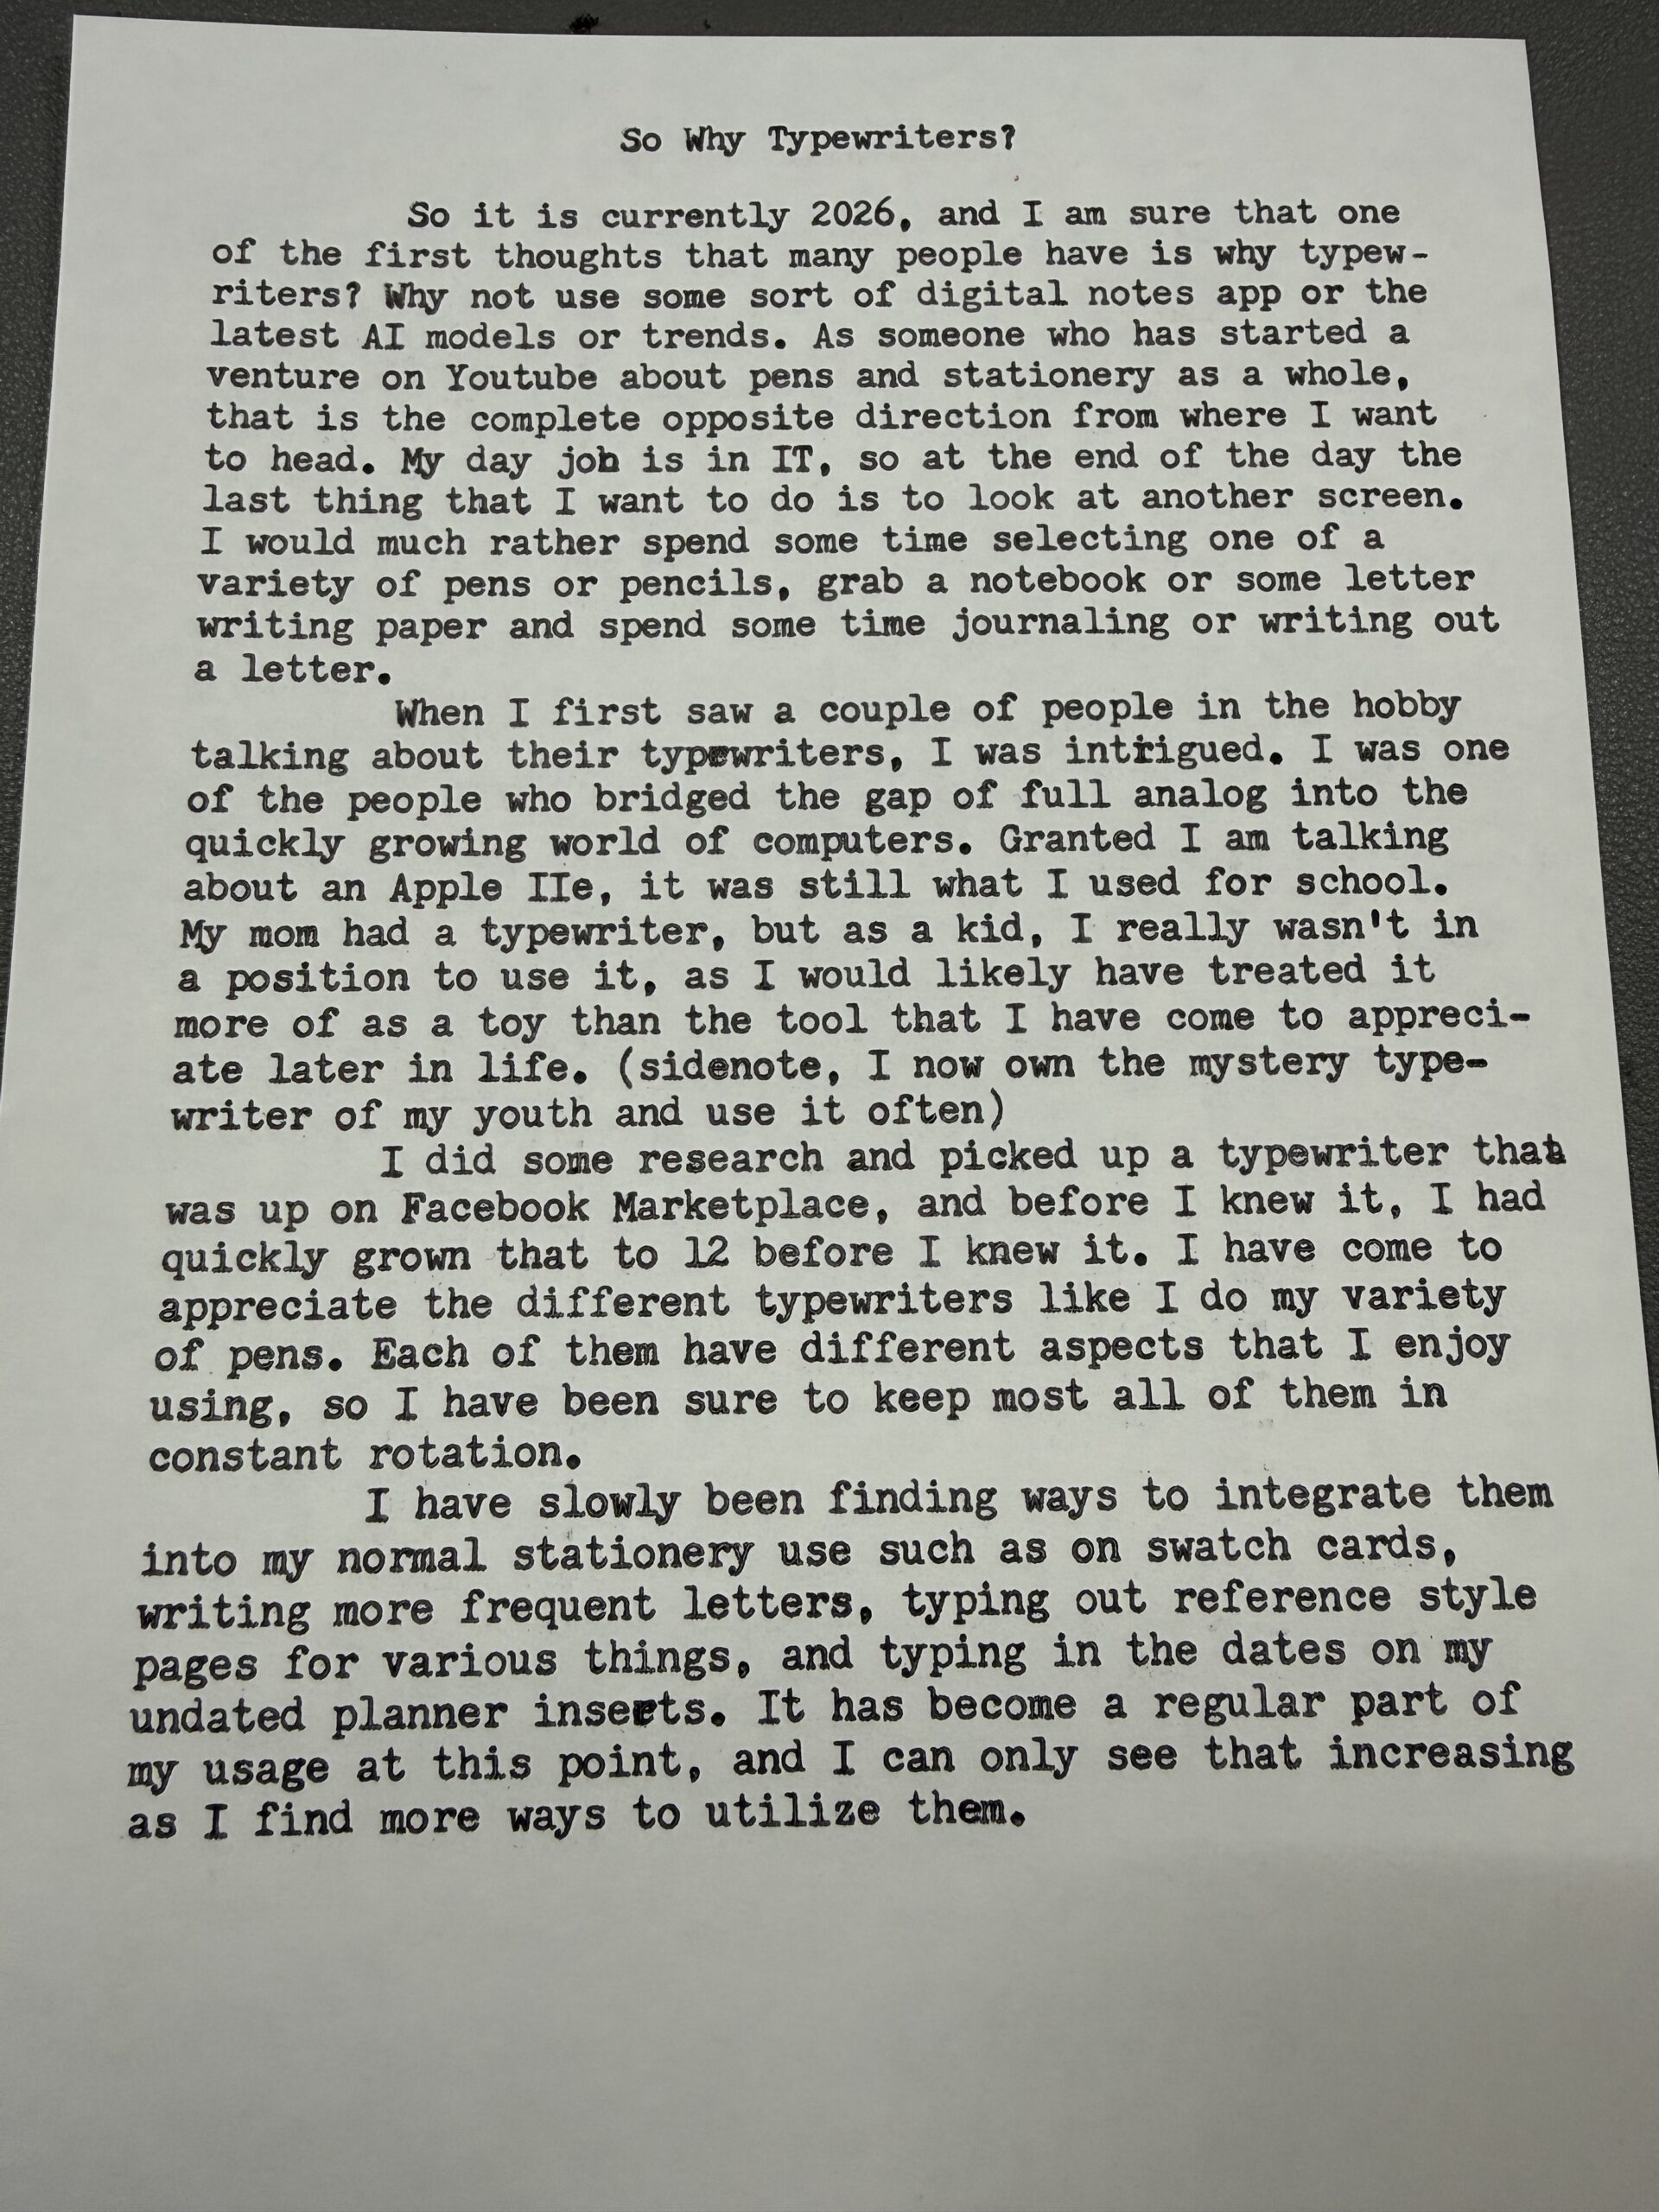 So Why Typewriters?
So it is currently 2026, and I am sure that one
of the first thoughts that many people have is why typew-
riters? Why not use some sort of digital notes app or the
latest AI models or trends. As someone who has started a
venture on Youtube about pens and stationery as a whole,
that is the complete opposite direction from where I want
to head. My day job is in IT, so at the end of the day the
last thing that I want to do is to look at another screen.
I would much rather spend some time selecting one of a
variety of pens or pencils, grab a notebook or some letter
writing paper and spend some time journaling or writing out
a letter.
When I first saw a couple of people in the hobby
talking about their typewriters, I was intrigued. I was one
of the people who bridged the gap of full analog into the
quickly growing world of computers. Granted I am talking
about an Apple IIe, it was still what I used for school.
My mom had a typewriter, but as a kid, I really wasn't in
a position to use it, as I would likely have treated it
more of as a toy than the tool that I have come to appreci-
ate later in life. (sidenote, I now own the mystery type-
writer of my youth and use it often)
I did some research and picked up a typewriter that
was up on Facebook Marketplace, and before I knew it, I had
quickly grown that to 12 before I knew it. I have come to
appreciate the different typewriters like I do my variety
of pens. Each of them have different aspects that I enjoy
using, so I have been sure to keep most all of them in
constant rotation.
I have slowly been finding ways to integrate them
into my normal stationery use such as on swatch cards,
writing more frequent letters, typing out reference style
pages for various things, and typing in the dates on my
undated planner inserts. It has become a regular part of
my usage at this point, and I can only see that increasing
as I find more ways to utilize them.